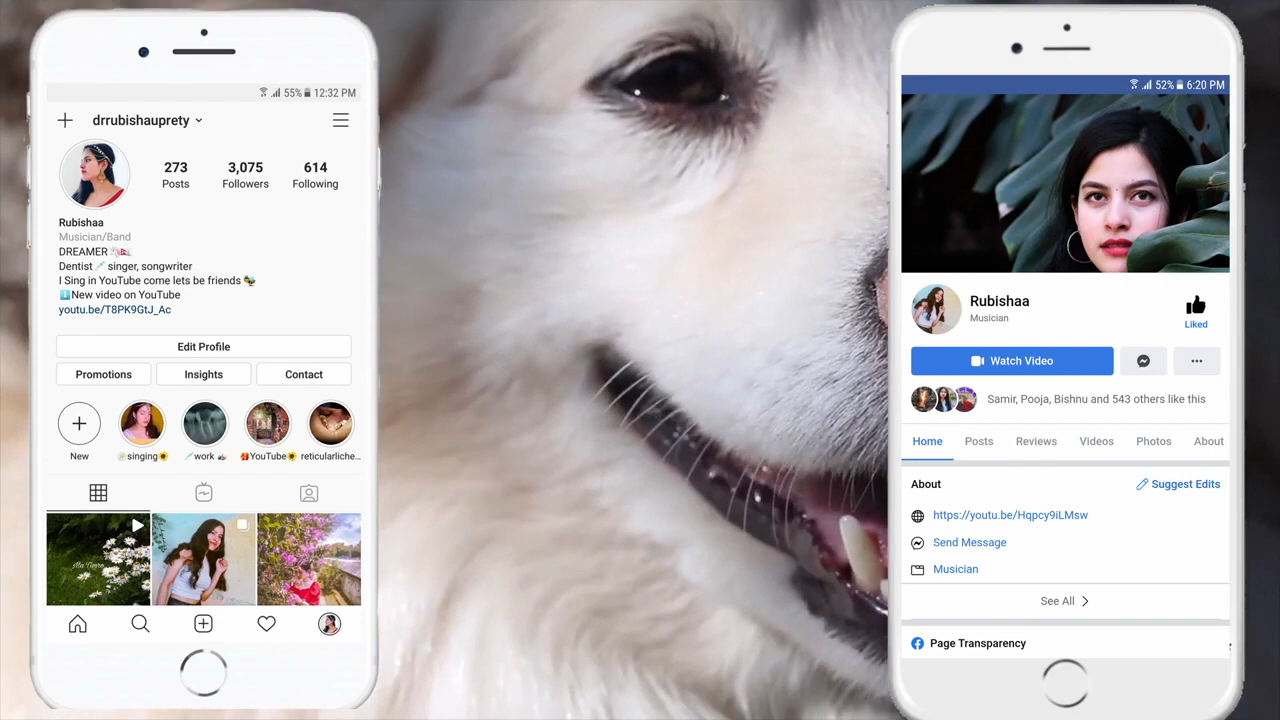 55% 12:32 PM
drrubishauprety
273 3,075 614
Posts Followers Following
Rubishaa
Musician/Band
DREAMER
Dentist singer, songwriter
I Sing in YouTube come lets be friends
New video on YouTube
youtu.be/T8PK9GtJ_Ac
Edit Profile
Promotions Insights Contact
New singing work YouTube reticularliche...
52% 6:20 PM
Rubishaa
Musician
Liked
Watch Video
Samir, Pooja, Bishnu and 543 others like this
Home Posts Reviews Videos Photos About
About Suggest Edits
https://youtu.be/Hqpcy9iLMsw
Send Message
Musician
See All
Page Transparency